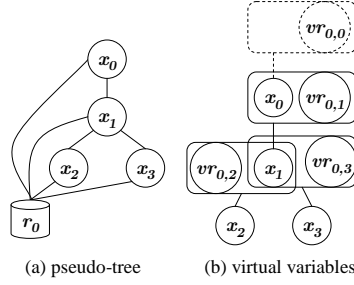 vr0,0
x0
x0
vr0,1
x1
x2
x3
vr0,2
x1
vr0,3
r0
x2
x3
(a) pseudo-tree
(b) virtual variables